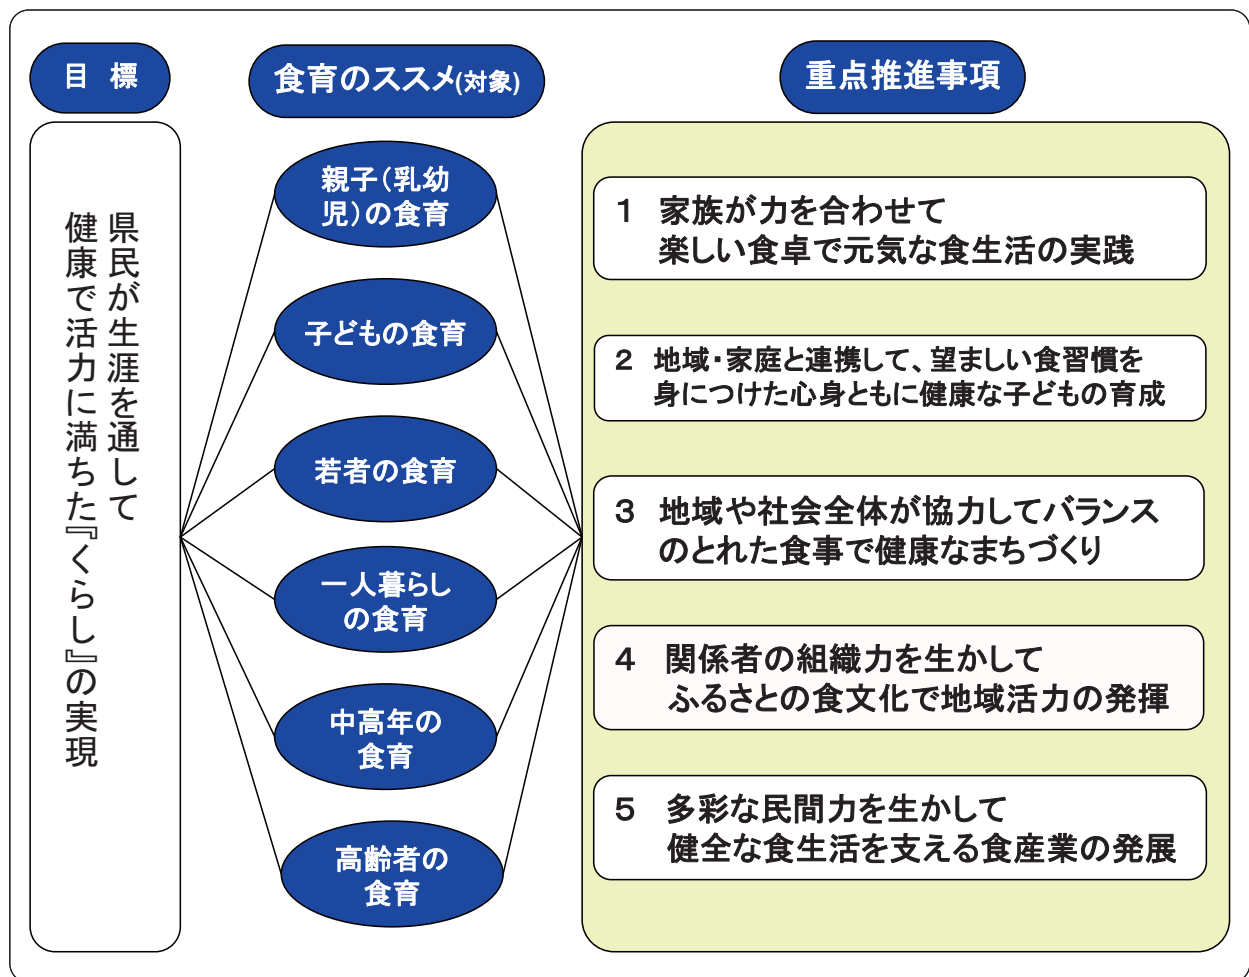 目 標
県民が生涯を通して
健康で活力に満ちた『くらし』の実現
食育のススメ(対象)
親子（乳幼
児）の食育
子どもの食育
若者の食育
一人暮らし
の食育
中高年の
食育
高齢者の
食育
重点推進事項
１ 家族が力を合わせて
楽しい食卓で元気な食生活の実践
２ 地域・家庭と連携して、望ましい食習慣を
身につけた心身ともに健康な子どもの育成
３ 地域や社会全体が協力してバランス
のとれた食事で健康なまちづくり
４ 関係者の組織力を生かして
ふるさとの食文化で地域活力の発揮
５ 多彩な民間力を生かして
健全な食生活を支える食産業の発展